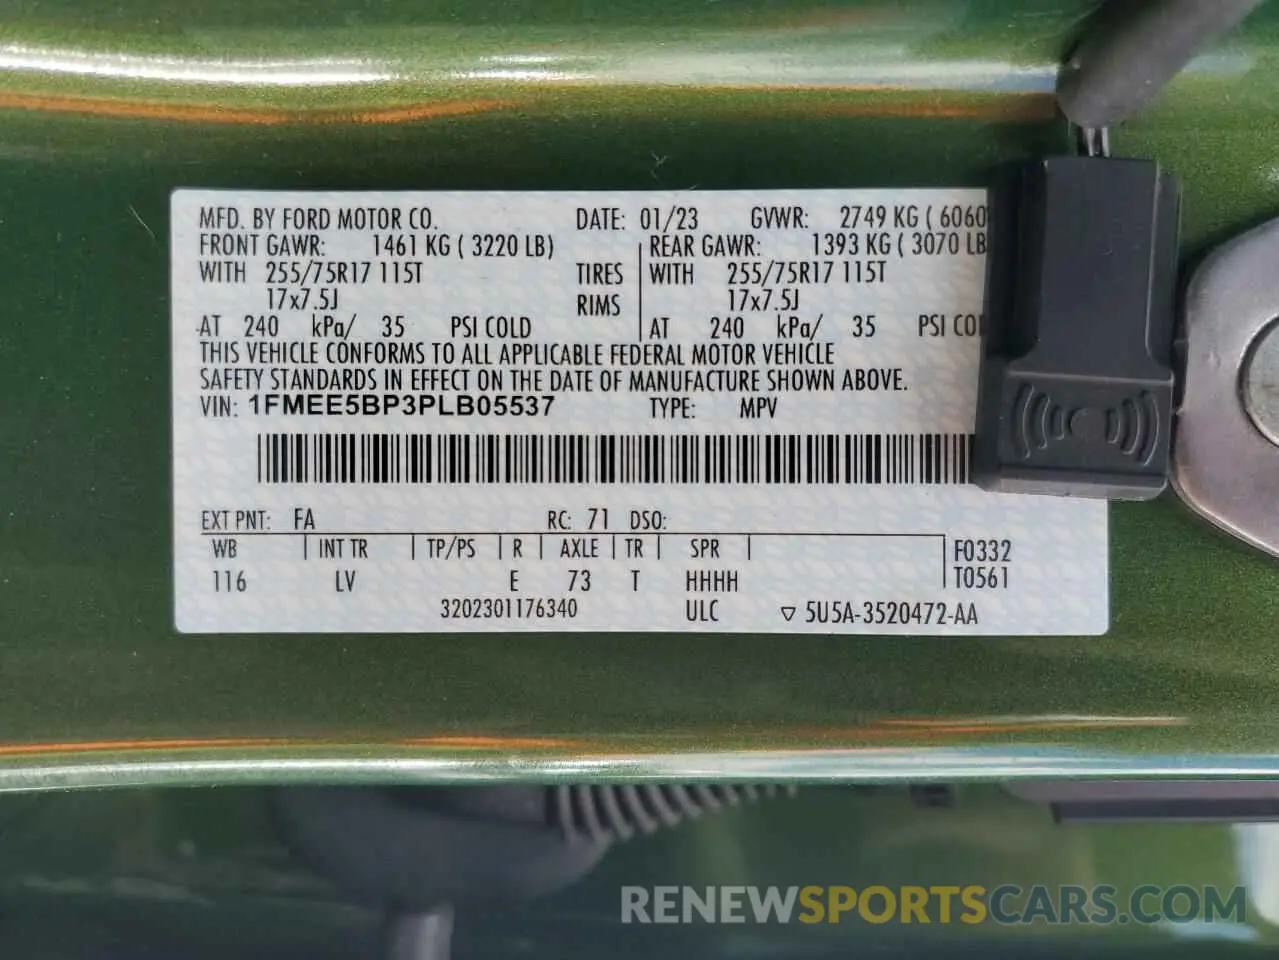 MFD. BY FORD MOTOR CO. DATE: 01/23 GVWR: 2749 KG ( 6060
FRONT GAWR: 1461 KG ( 3220 LB) REAR GAWR: 1393 KG ( 3070 LB
WITH 255/75R17 115T TIRES WITH 255/75R17 115T
17x7.5J RIMS 17x7.5J
AT 240 kPa/ 35 PSI COLD AT 240 kPa/ 35 PSI
THIS VEHICLE CONFORMS TO ALL APPLICABLE FEDERAL MOTOR VEHICLE
SAFETY STANDARDS IN EFFECT ON THE DATE OF MANUFACTURE SHOWN ABOVE.
VIN: 1FMEE5BP3PLB05537 TYPE: MPV
EXT PNT: FA RC: 71 DSO:
WB INT TR TP/PS R AXLE TR SPR F0332
116 LV E 73 T HHHH T0561
3202301176340 ULC ▽ 5U5A-3520472-AA
RENEWSPORTSCARS.COM